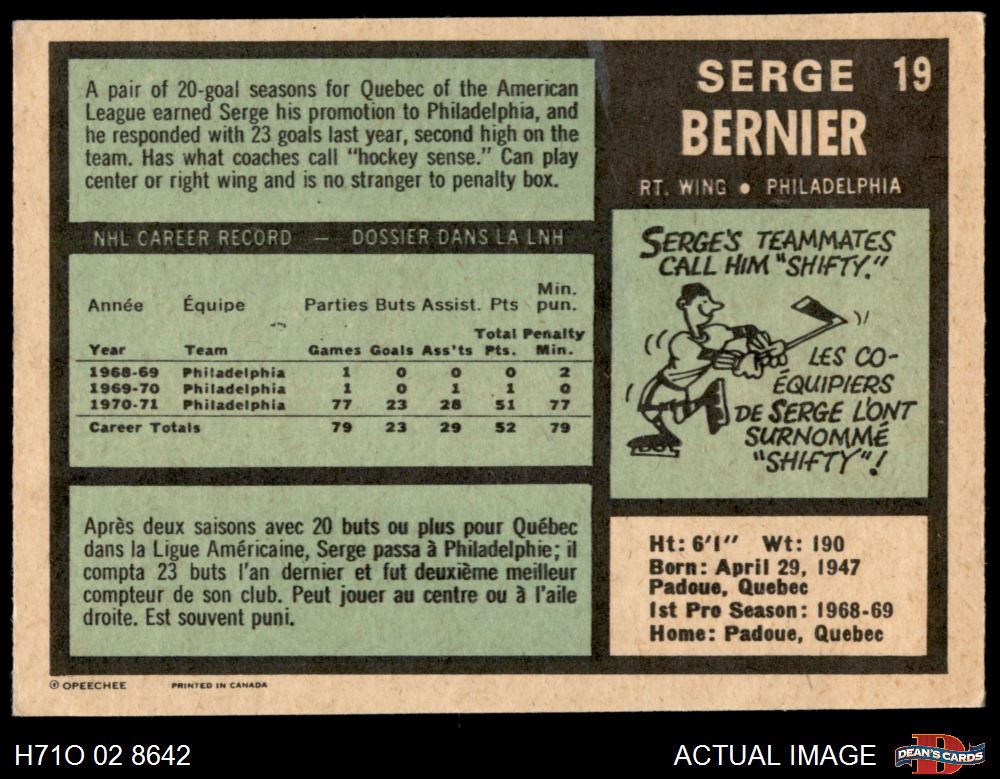 A pair of 20-goal seasons for Quebec of the American
League earned Serge his promotion to Philadelphia, and
he responded with 23 goals last year, second high on the
team. Has what coaches call "hockey sense." Can play
center or right wing and is no stranger to penalty box.
SERGE 19
BERNIER
RT. WING • PHILADELPHIA
NHL CAREER RECORD — DOSSIER DANS LA LNH
Année Équipe Parties Buts Assist. Pts Min. pun.
Year Team Games Goals Ass'ts Total Pts. Penalty Min.
1968-69 Philadelphia 1 0 0 0 2
1969-70 Philadelphia 1 0 1 1 0
1970-71 Philadelphia 77 23 28 51 77
Career Totals 79 23 29 52 79
SERGE'S TEAMMATES
CALL HIM "SHIFTY."
LES CO-
ÉQUIPIERS
DE SERGE L'ONT
SURNOMMÉ
"SHIFTY"!
Après deux saisons avec 20 buts ou plus pour Québec
dans la Ligue Américaine, Serge passa à Philadelphie; il
compta 23 buts l'an dernier et fut deuxième meilleur
compteur de son club. Peut jouer au centre ou à l'aile
droite. Est souvent puni.
Ht: 6'1" Wt: 190
Born: April 29, 1947
Padoue, Quebec
1st Pro Season: 1968-69
Home: Padoue, Quebec
© OPEECHEE PRINTED IN CANADA
H71O 02 8642
ACTUAL IMAGE
D
DEAN'S CARDS